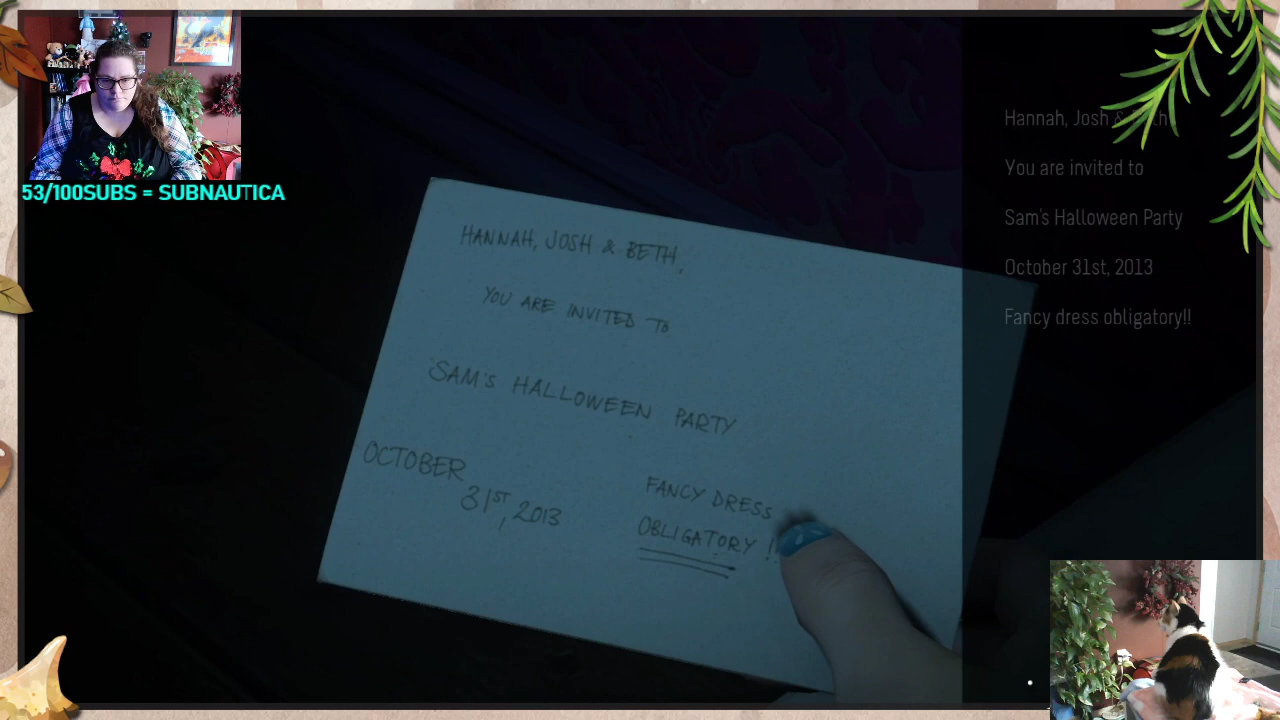 53/100SUBS = SUBNAUTICA
HANNAH, JOSH & BETH,
YOU ARE INVITED TO
SAM'S HALLOWEEN PARTY
OCTOBER
31ST, 2013
FANCY DRESS
OBLIGATORY !!
Hannah, Josh & Beth
You are invited to
Sam's Halloween Party
October 31st, 2013
Fancy dress obligatory!!